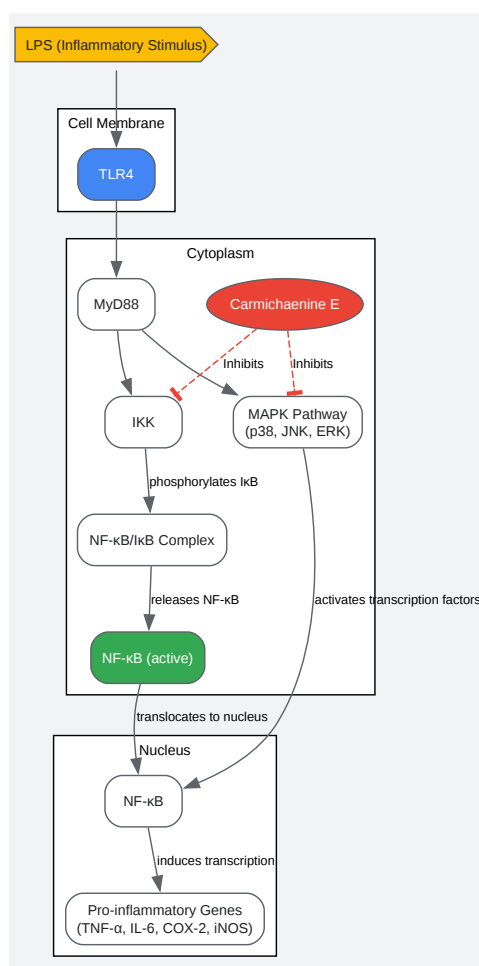 LPS (Inflammatory Stimulus)
Cell Membrane
TLR4
Cytoplasm
MyD88
Carmichaenine E
Inhibits
Inhibits
IKK
MAPK Pathway
(p38, JNK, ERK)
phosphorylates IκB
NF-κB/IκB Complex
releases NF-κB
activates transcription factors
NF-κB (active)
translocates to nucleus
Nucleus
NF-κB
induces transcription
Pro-inflammatory Genes
(TNF-α, IL-6, COX-2, iNOS)